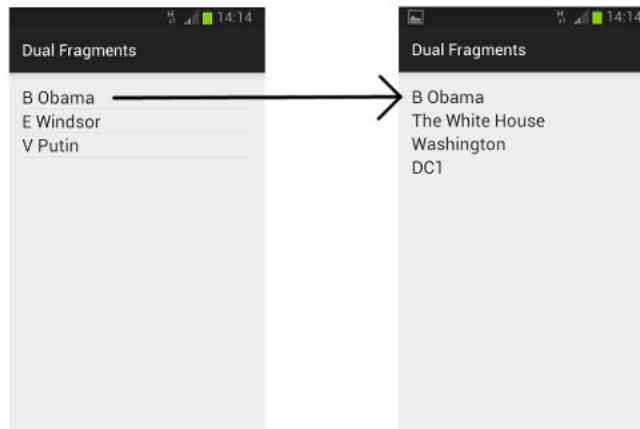 14:14
Dual Fragments
B Obama
E Windsor
V Putin
14:14
Dual Fragments
B Obama
The White House
Washington
DC1